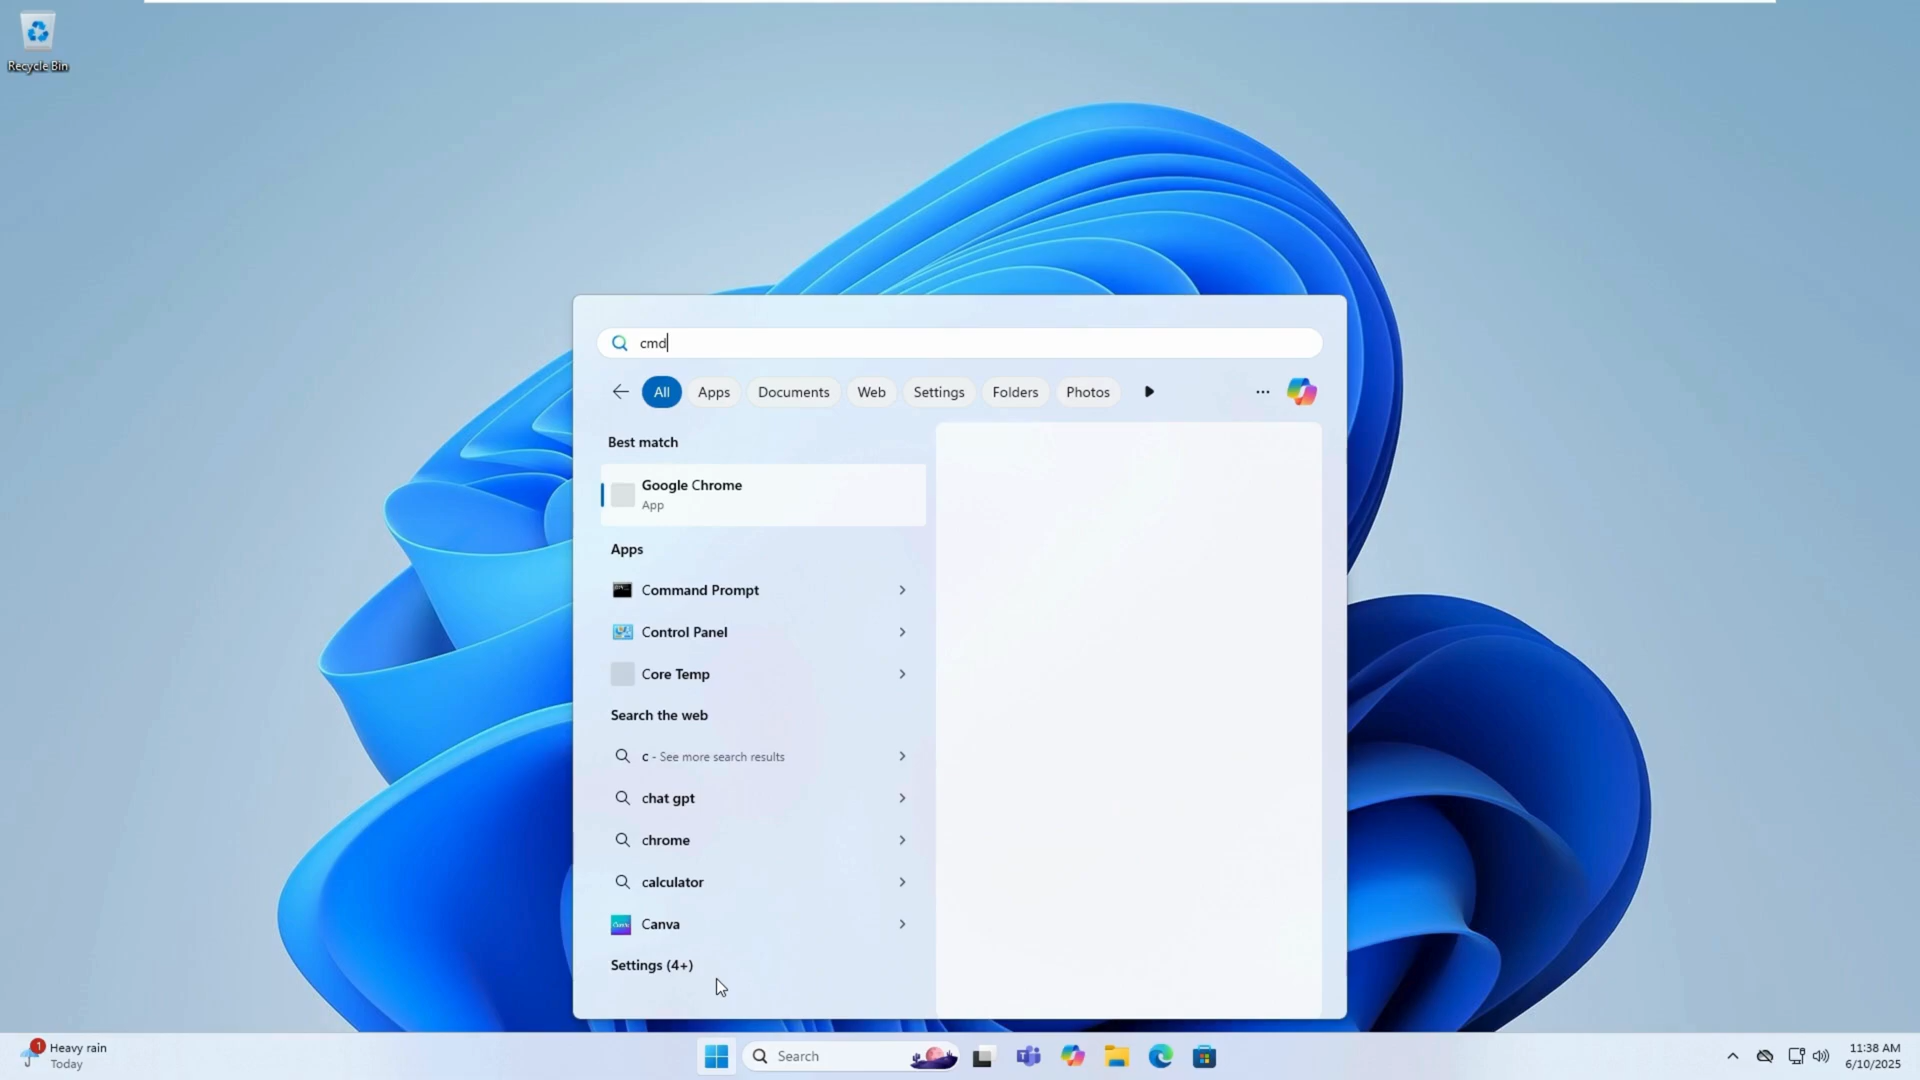 Recycle Bin
cmd
All
Apps
Documents
Web
Settings
Folders
Photos
Best match
Google Chrome
App
Apps
Command Prompt
Control Panel
Core Temp
Search the web
c - See more search results
chat gpt
chrome
calculator
Canva
Settings (4+)
1
Heavy rain
Today
Search
11:38 AM
6/10/2025